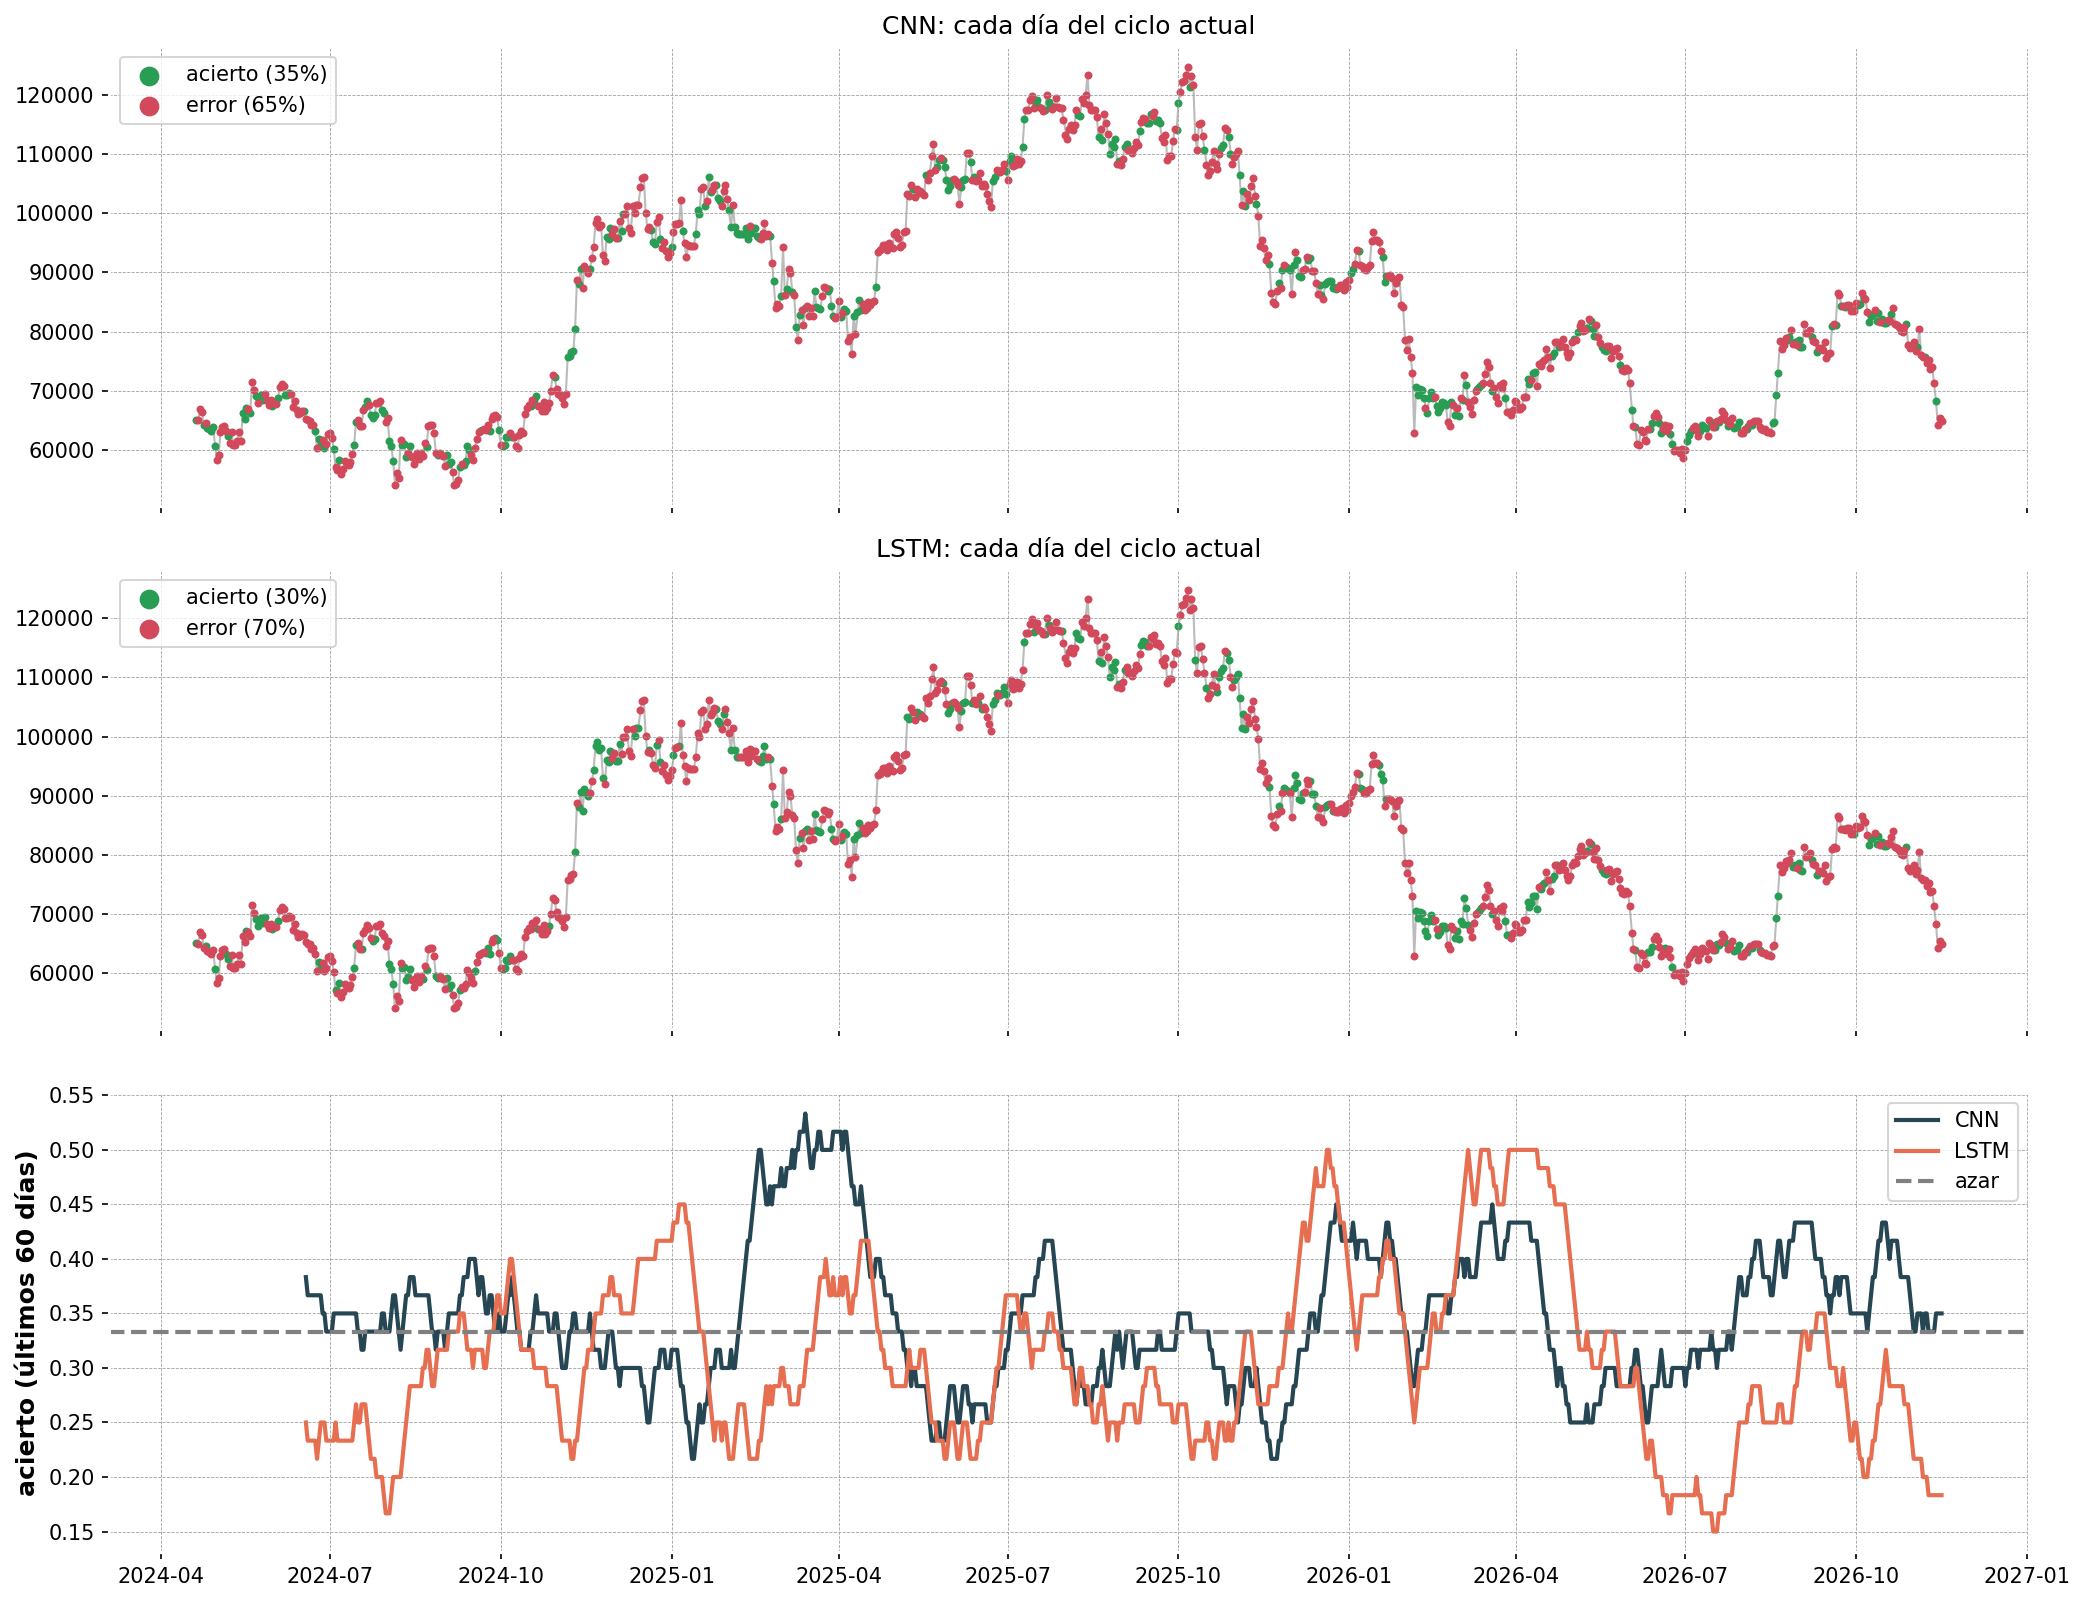 CNN: cada día del ciclo actual
acierto (35%)
error (65%)
120000
110000
100000
90000
80000
70000
60000
LSTM: cada día del ciclo actual
acierto (30%)
error (70%)
120000
110000
100000
90000
80000
70000
60000
acierto (últimos 60 días)
0.55
0.50
0.45
0.40
0.35
0.30
0.25
0.20
0.15
CNN
LSTM
azar
2024-04 2024-07 2024-10 2025-01 2025-04 2025-07 2025-10 2026-01 2026-04 2026-07 2026-10 2027-01